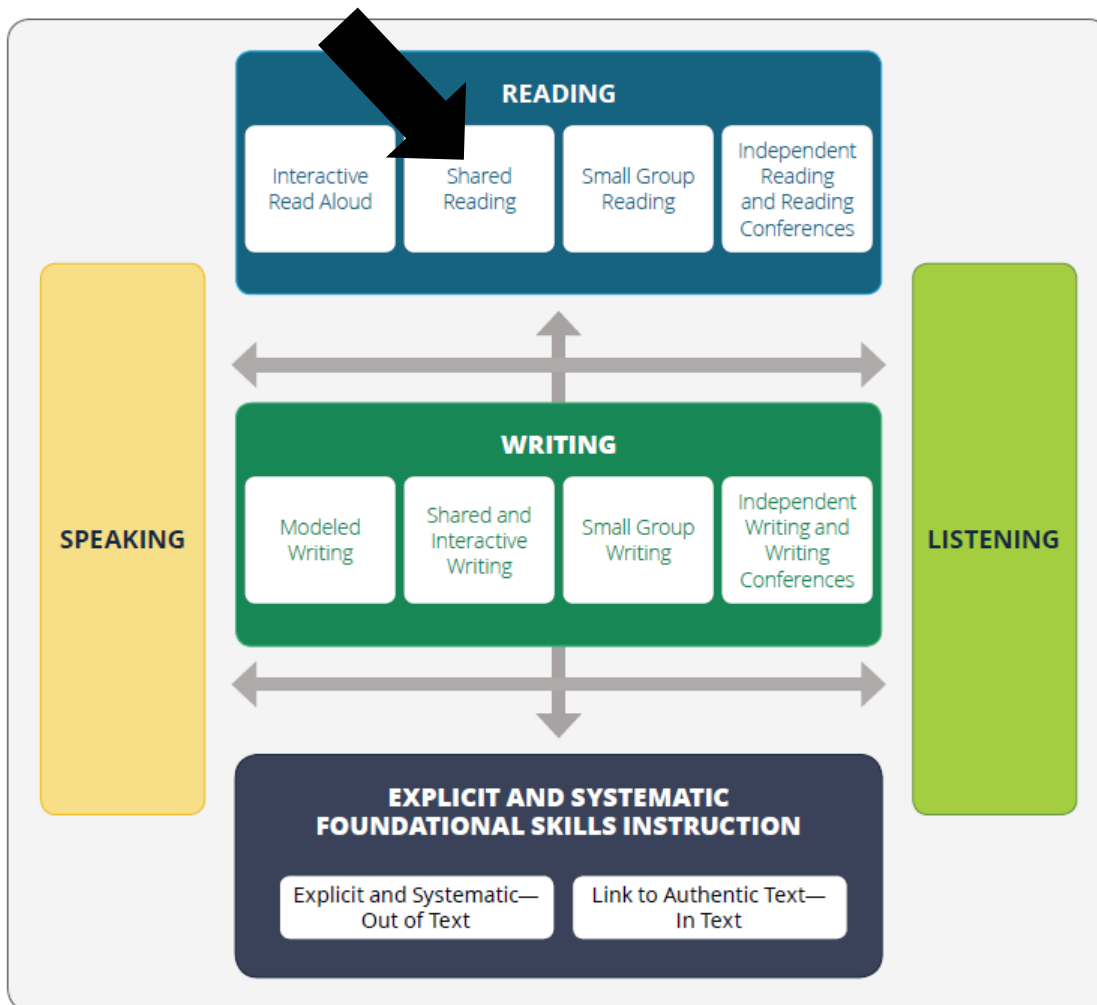 READING
Interactive
Read Aloud
Shared
Reading
Small Group
Reading
Independent
Reading
and Reading
Conferences
SPEAKING
WRITING
Modeled
Writing
Shared and
Interactive
Writing
Small Group
Writing
Independent
Writing and
Writing
Conferences
LISTENING
EXPLICIT AND SYSTEMATIC
FOUNDATIONAL SKILLS INSTRUCTION
Explicit and Systematic—
Out of Text
Link to Authentic Text—
In Text